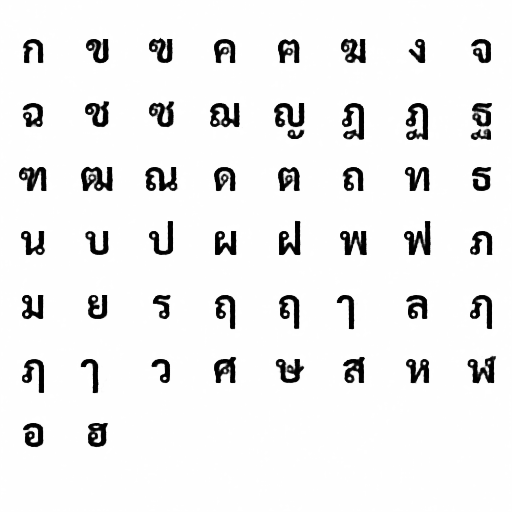 ก ข ฃ ค ฅ ฆ ง จ
ฉ ช ซ ฌ ญ ฎ ฏ ฐ
ฑ ฒ ณ ด ต ถ ท ธ
น บ ป ผ ฝ พ ฟ ภ
ม ย ร ฤ ฤ ๅ ล ฦ
ฦ ๅ ว ศ ษ ส ห ฬ
อ ฮ